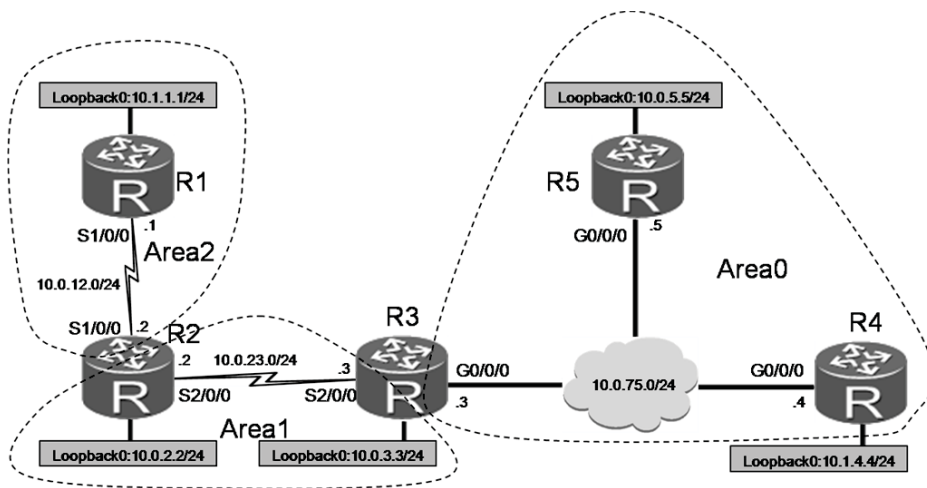 Loopback0:10.1.1.1/24
Loopback0:10.0.5.5/24
R
R1
R5
R
S1/0/0
.1
G0/0/0
.5
Area2
Area0
10.0.12.0/24
S1/0/0
.2
R2
R3
R4
.2
10.0.23.0/24
.3
G0/0/0
10.0.75.0/24
G0/0/0
R
S2/0/0
S2/0/0
R
.3
.4
R
Area1
Loopback0:10.0.2.2/24
Loopback0:10.0.3.3/24
Loopback0:10.1.4.4/24